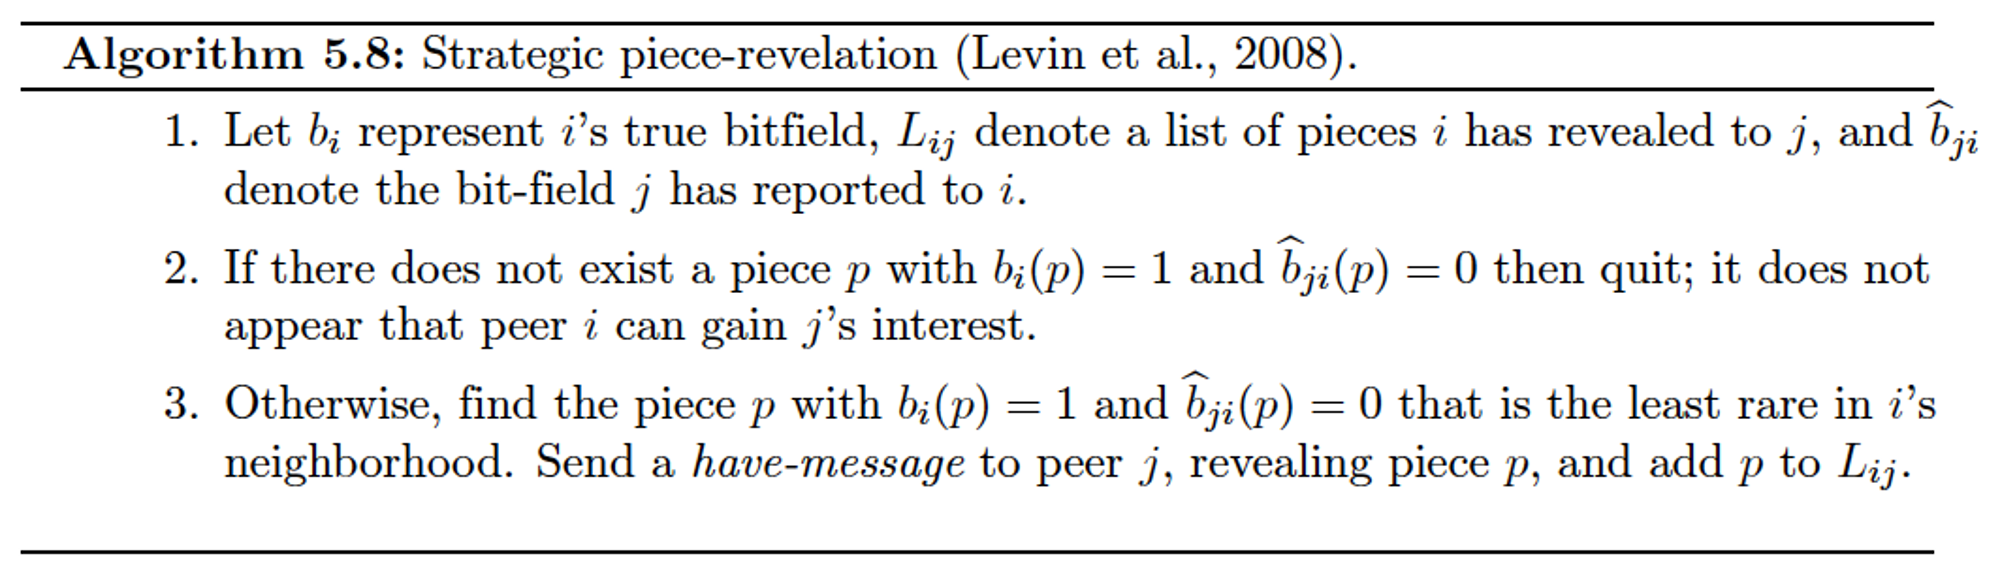 Algorithm 5.8: Strategic piece-revelation (Levin et al., 2008).
1. Let b_i represent i's true bitfield, L_{ij} denote a list of pieces i has revealed to j, and \widehat{b}_{ji}
denote the bit-field j has reported to i.
2. If there does not exist a piece p with b_i(p) = 1 and \widehat{b}_{ji}(p) = 0 then quit; it does not
appear that peer i can gain j's interest.
3. Otherwise, find the piece p with b_i(p) = 1 and \widehat{b}_{ji}(p) = 0 that is the least rare in i's
neighborhood. Send a have-message to peer j, revealing piece p, and add p to L_{ij}.